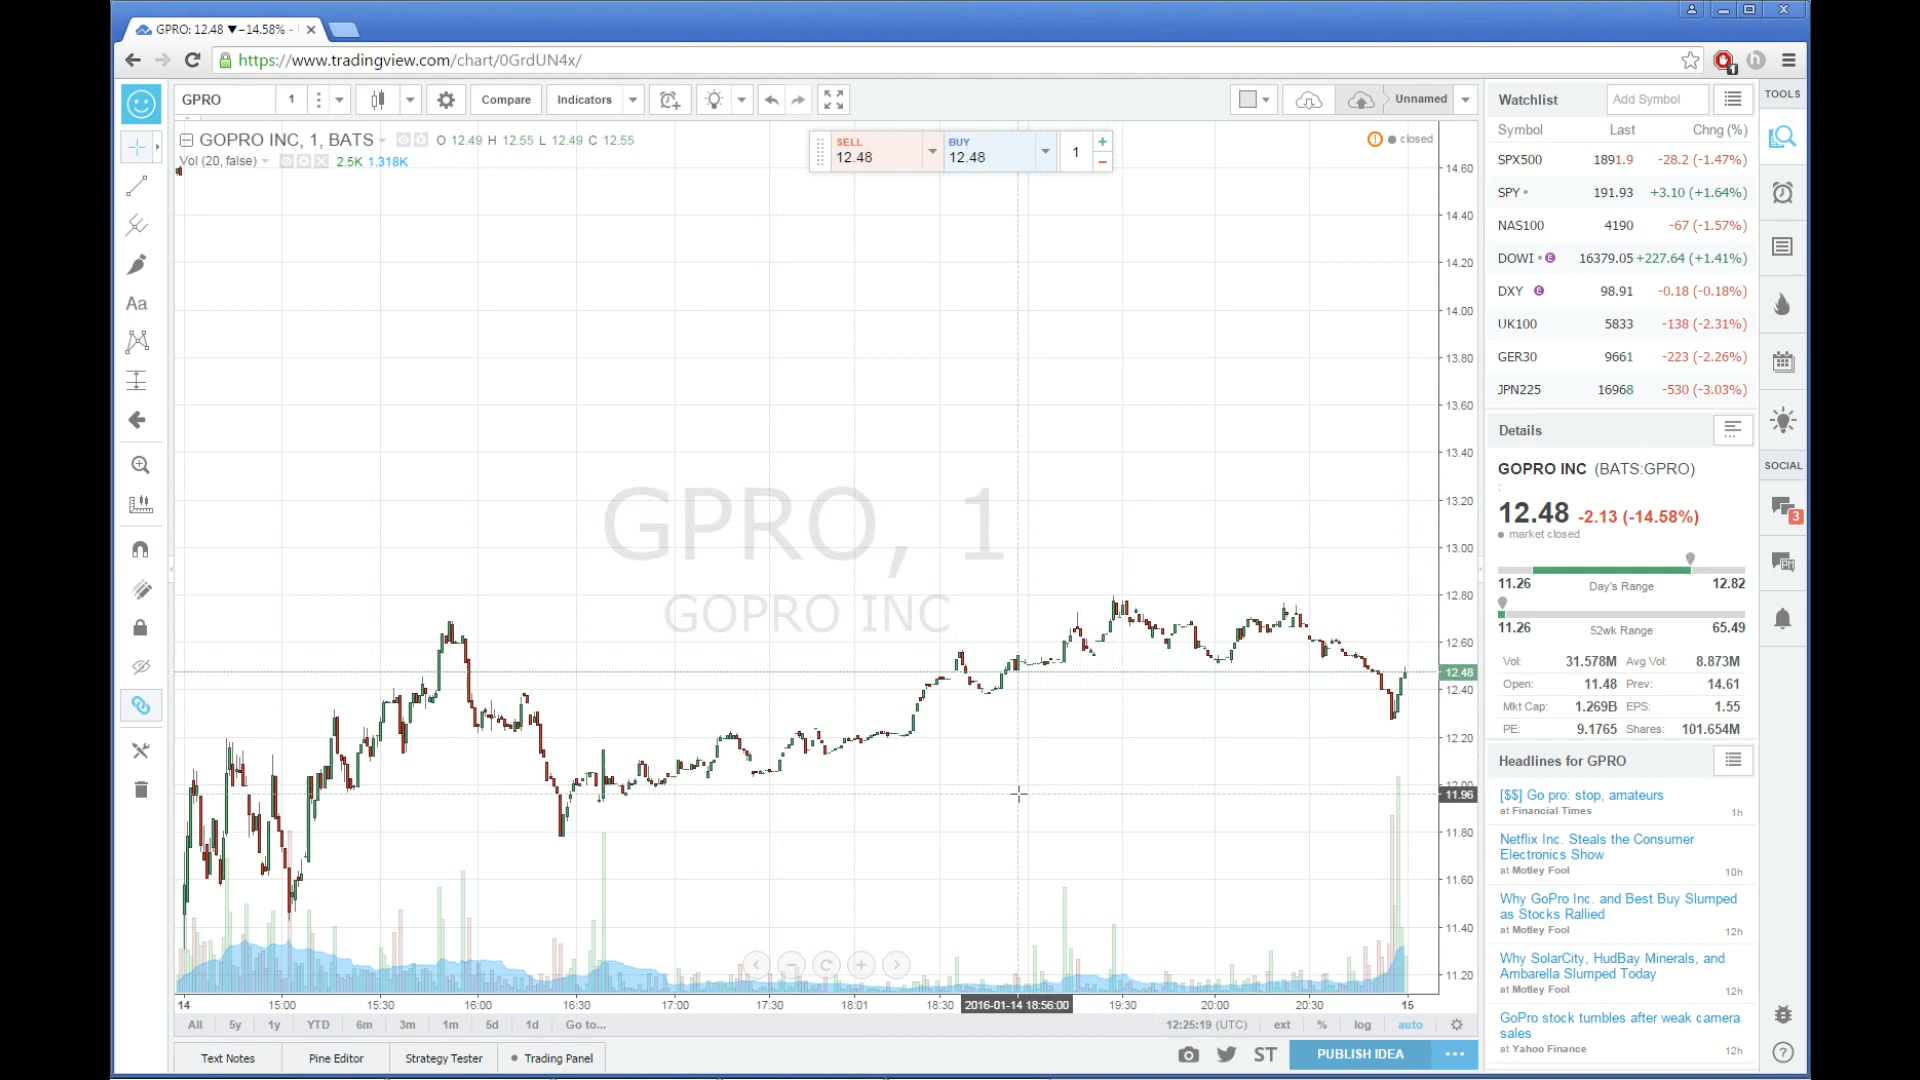 GPRO: 12.48 ▼−14.58% -
https://www.tradingview.com/chart/0GrdUN4x/
GPRO 1 Compare Indicators Unnamed
GOPRO INC, 1, BATS O 12.49 H 12.55 L 12.49 C 12.55
Vol (20, false) 2.5K 1.318K
SELL
12.48
BUY
12.48
1
closed
Aa
GPRO, 1
GOPRO INC
14.60
14.40
14.20
14.00
13.80
13.60
13.40
13.20
13.00
12.80
12.60
12.48
12.40
12.20
12.00
11.96
11.80
11.60
11.40
11.20
14 15:00 15:30 16:00 16:30 17:00 17:30 18:01 18:30 2016-01-14 18:56:00 19:30 20:00 20:30 15
All 5y 1y YTD 6m 3m 1m 5d 1d Go to... 12:25:19 (UTC) ext % log auto
Text Notes Pine Editor Strategy Tester Trading Panel ST PUBLISH IDEA
Watchlist Add Symbol
Symbol Last Chng (%)
SPX500 1891.9 -28.2 (-1.47%)
SPY 191.93 +3.10 (+1.64%)
NAS100 4190 -67 (-1.57%)
DOWI E 16379.05 +227.64 (+1.41%)
DXY E 98.91 -0.18 (-0.18%)
UK100 5833 -138 (-2.31%)
GER30 9661 -223 (-2.26%)
JPN225 16968 -530 (-3.03%)
Details
GOPRO INC (BATS:GPRO)
:
12.48 -2.13 (-14.58%)
market closed
11.26 Day's Range 12.82
11.26 52wk Range 65.49
Vol: 31.578M Avg Vol: 8.873M
Open: 11.48 Prev: 14.61
Mkt Cap: 1.269B EPS: 1.55
PE: 9.1765 Shares: 101.654M
Headlines for GPRO
[$$] Go pro: stop, amateurs
at Financial Times 1h
Netflix Inc. Steals the Consumer
Electronics Show
at Motley Fool 10h
Why GoPro Inc. and Best Buy Slumped
as Stocks Rallied
at Motley Fool 12h
Why SolarCity, HudBay Minerals, and
Ambarella Slumped Today
at Motley Fool 12h
GoPro stock tumbles after weak camera
sales
at Yahoo Finance 12h
TOOLS
SOCIAL
3